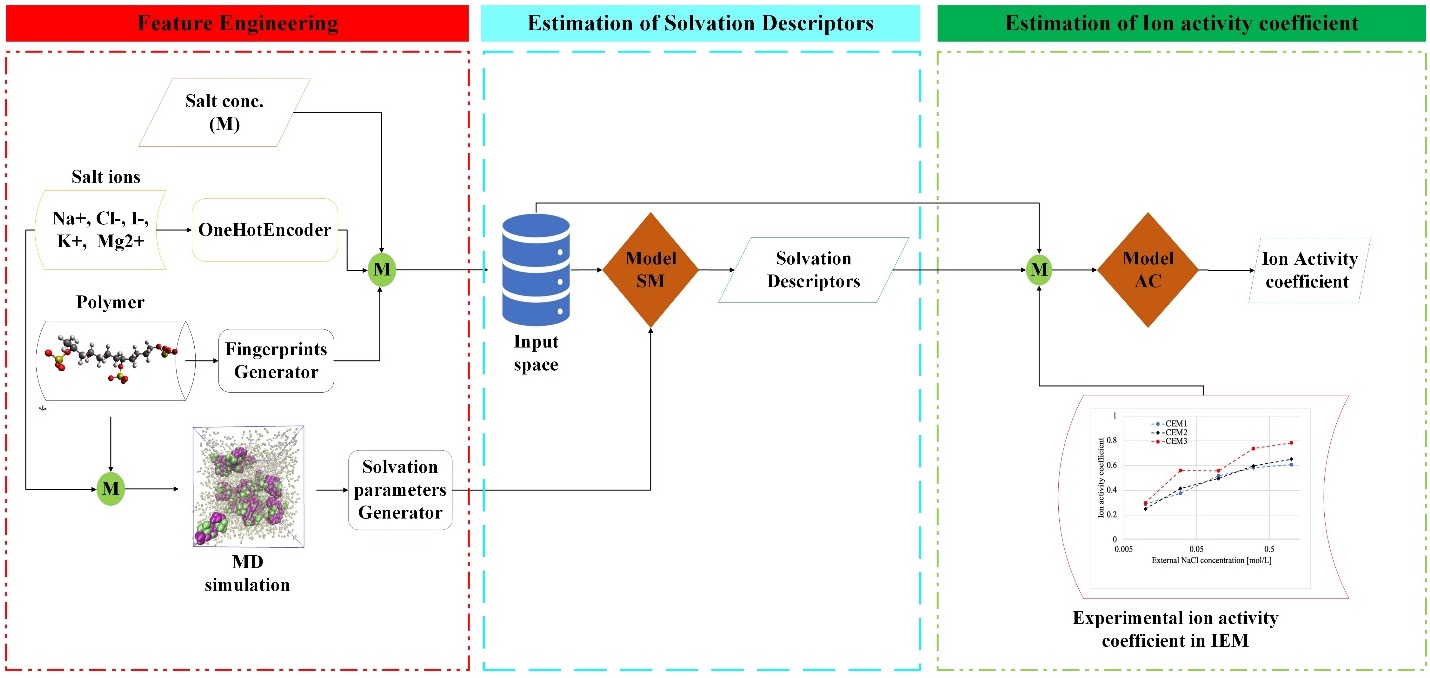 Feature Engineering
Estimation of Solvation Descriptors
Estimation of Ion activity coefficient
Salt conc.
(M)
Salt ions
Na+, Cl-, I-,
K+, Mg2+
OneHotEncoder
M
Polymer
Fingerprints
Generator
*
M
MD
simulation
Solvation
parameters
Generator
Input
space
Model
SM
Solvation
Descriptors
M
Model
AC
Ion Activity
coefficient
CEM1
CEM2
CEM3
Ion activity coefficient
1
0.8
0.6
0.4
0.2
0
0.005
0.05
0.5
External NaCl concentration [mol/L]
Experimental ion activity
coefficient in IEM